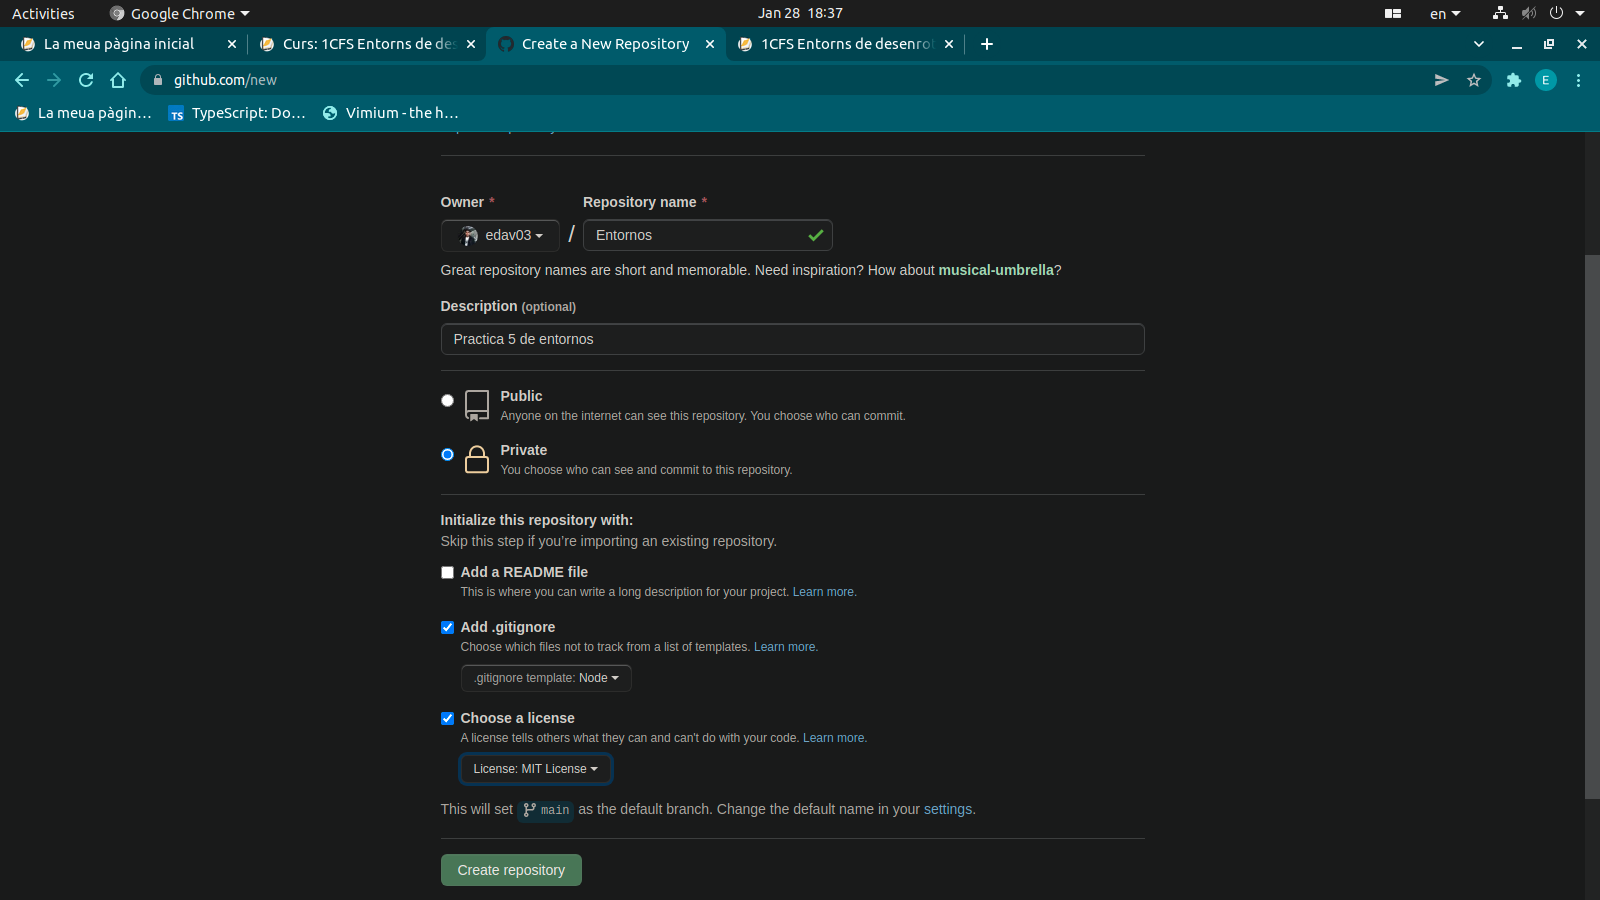 Activities
Google Chrome
Jan 28 18:37
en
La meua pàgina inicial
Curs: 1CFS Entorns de des
Create a New Repository
1CFS Entorns de desenrot
github.com/new
E
La meua pàgin…
TS TypeScript: Do…
Vimium - the h…
Owner *
Repository name *
edav03
/
Entornos
Great repository names are short and memorable. Need inspiration? How about musical-umbrella?
Description (optional)
Practica 5 de entornos
Public
Anyone on the internet can see this repository. You choose who can commit.
Private
You choose who can see and commit to this repository.
Initialize this repository with:
Skip this step if you’re importing an existing repository.
Add a README file
This is where you can write a long description for your project. Learn more.
Add .gitignore
Choose which files not to track from a list of templates. Learn more.
.gitignore template: Node
Choose a license
A license tells others what they can and can't do with your code. Learn more.
License: MIT License
This will set main as the default branch. Change the default name in your settings.
Create repository